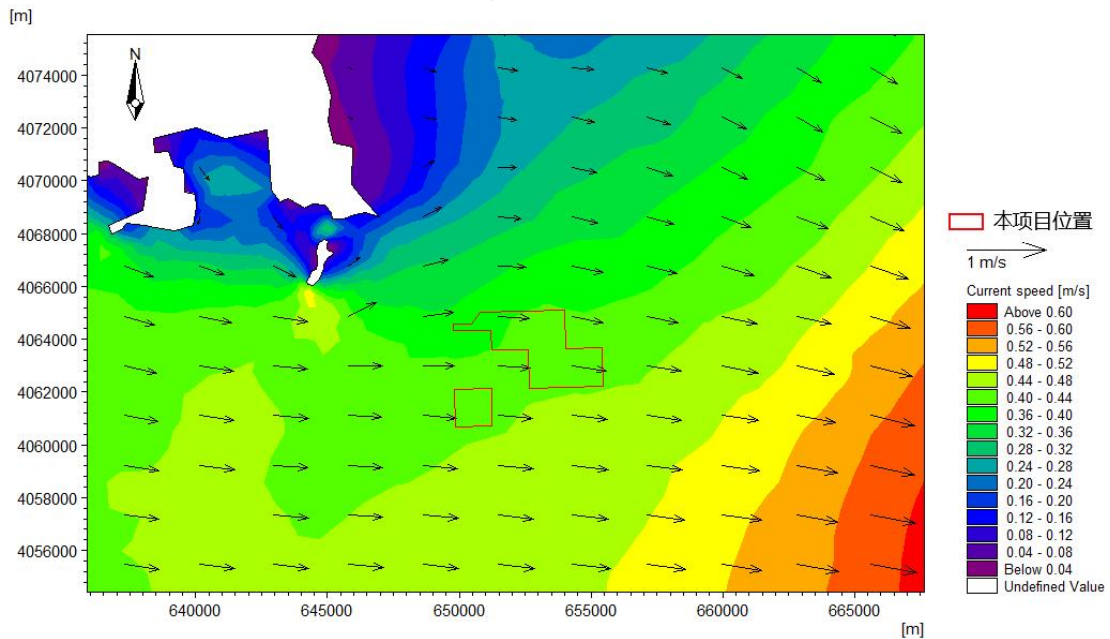 [m]
N
4074000
4072000
4070000
4068000
4066000
4064000
4062000
4060000
4058000
4056000
640000
645000
650000
655000
660000
665000
[m]
本项目位置
1 m/s
Current speed [m/s]
Above 0.60
0.56 - 0.60
0.52 - 0.56
0.48 - 0.52
0.44 - 0.48
0.40 - 0.44
0.36 - 0.40
0.32 - 0.36
0.28 - 0.32
0.24 - 0.28
0.20 - 0.24
0.16 - 0.20
0.12 - 0.16
0.08 - 0.12
0.04 - 0.08
Below 0.04
Undefined Value